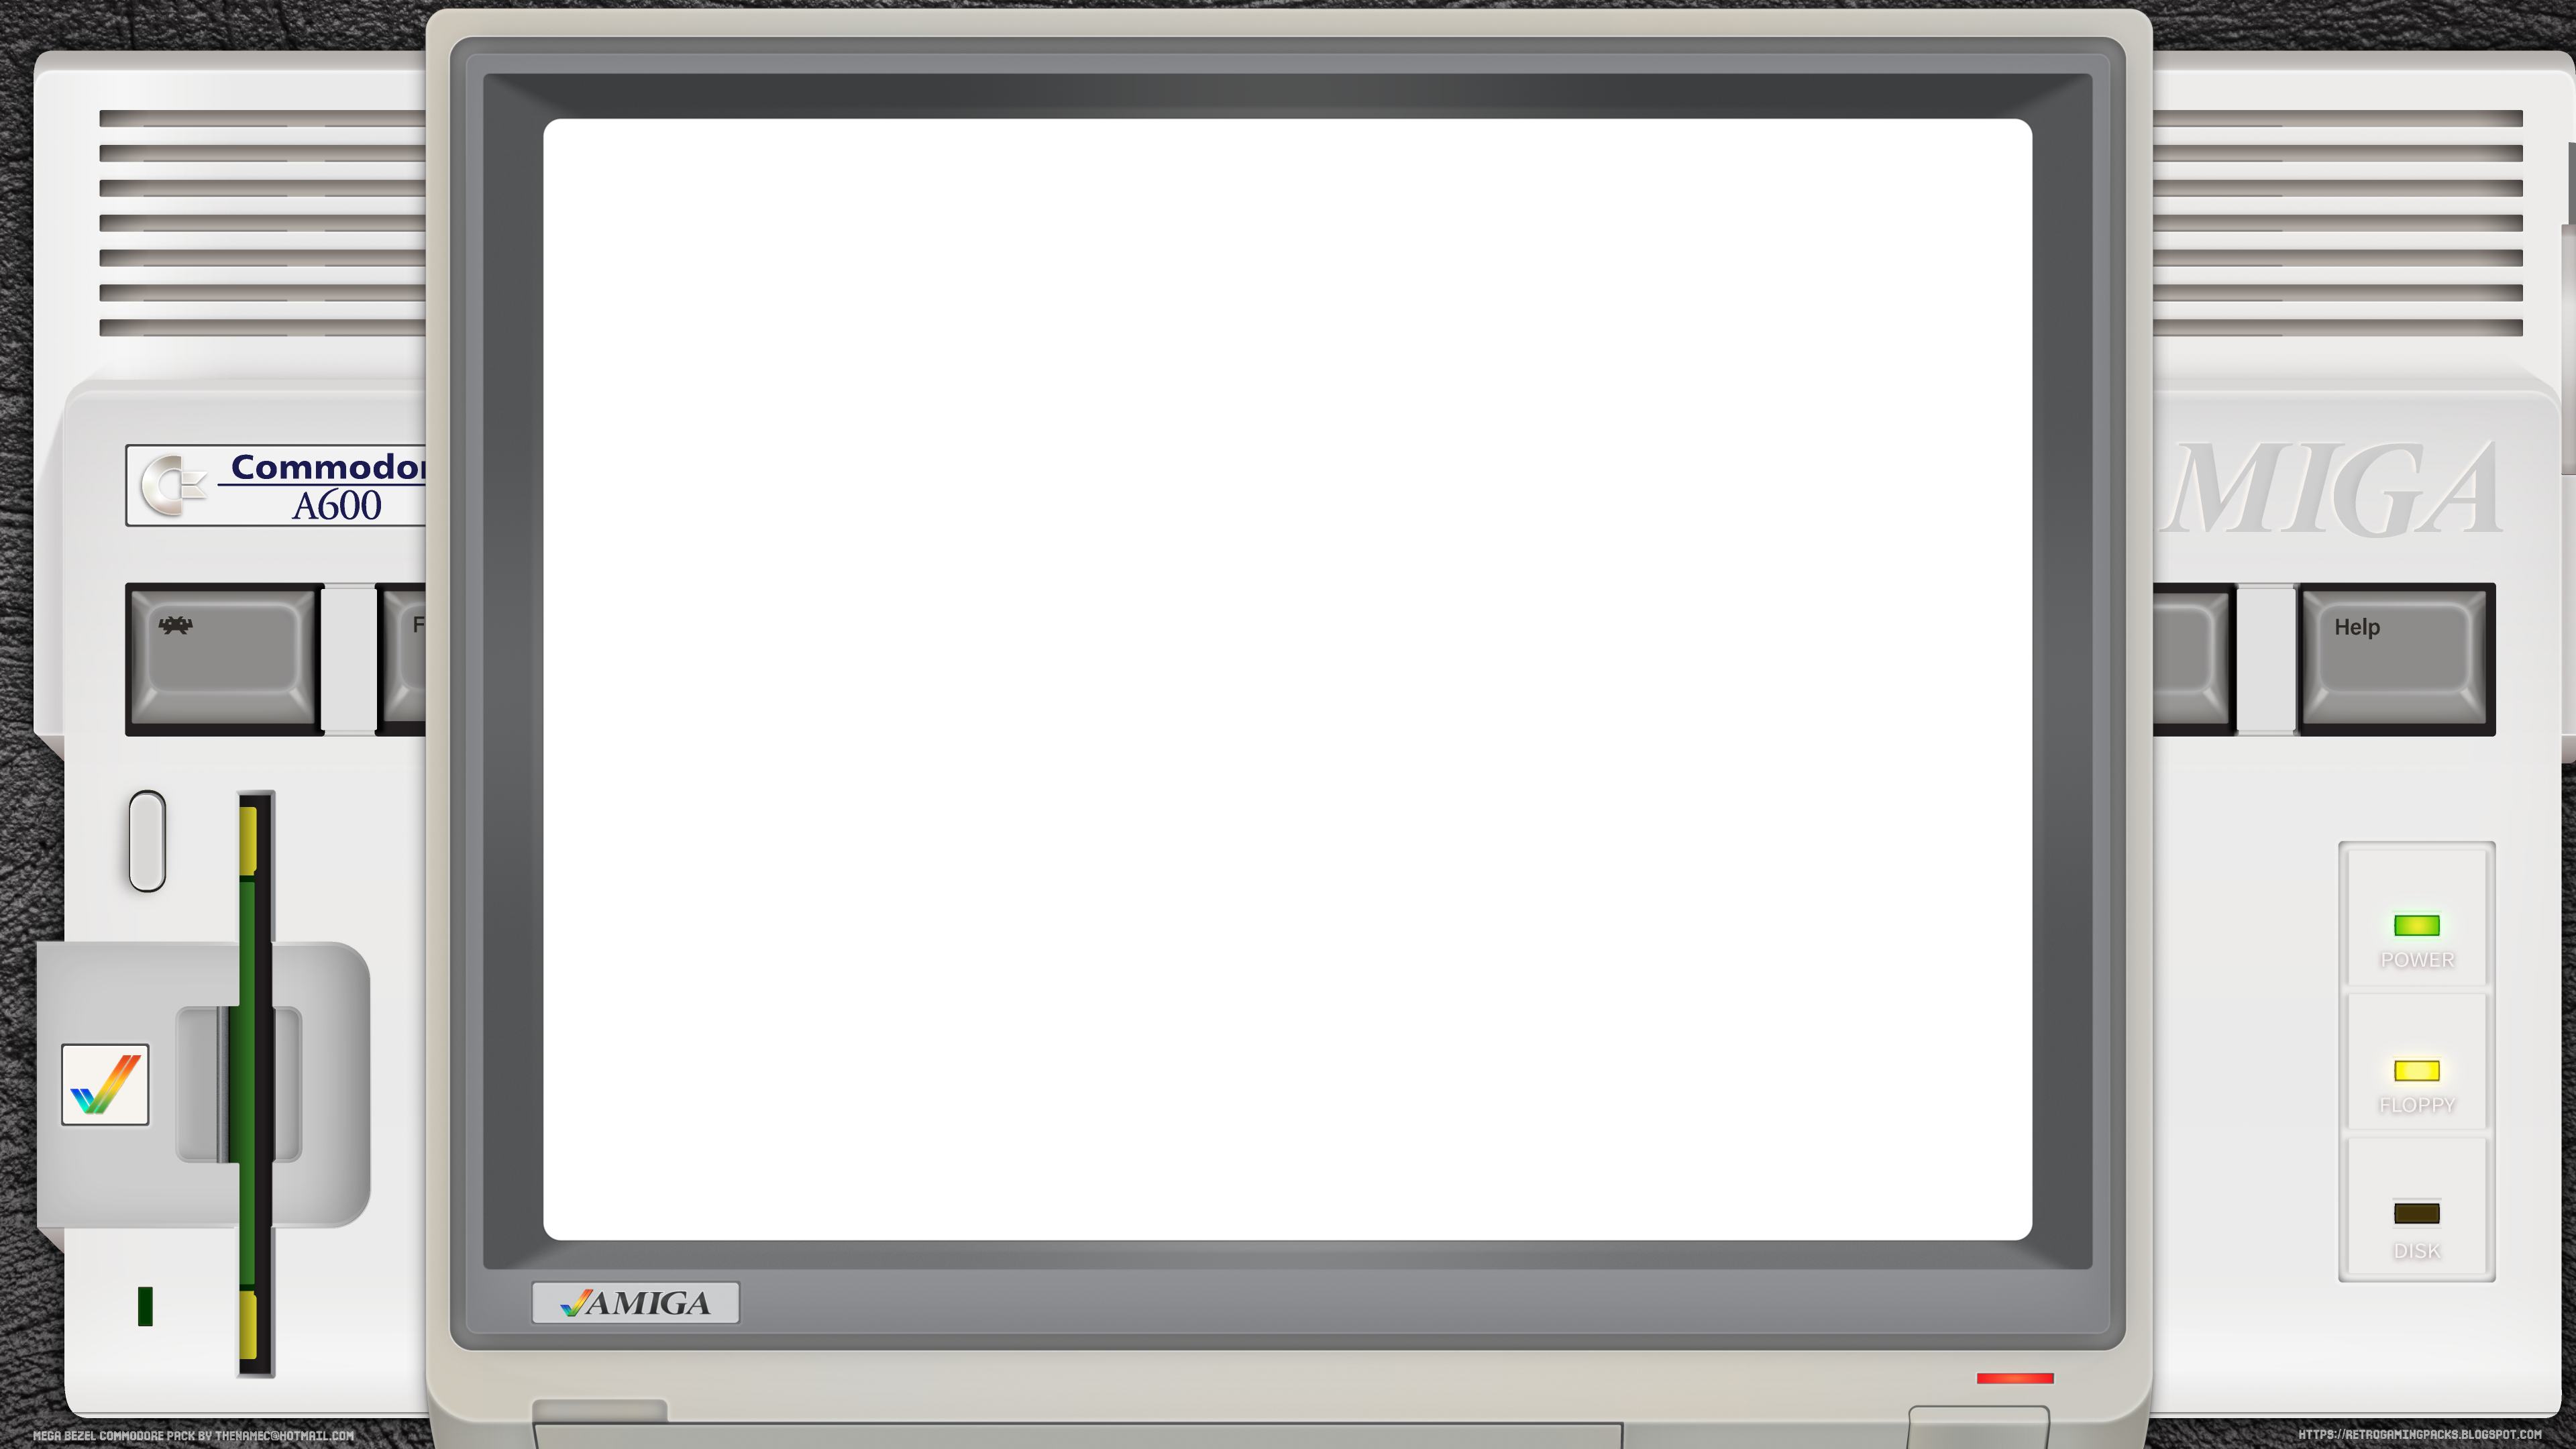 Commodor
A600
MIGA
F
Help
POWER
FLOPPY
DISK
AMIGA
MEGA BEZEL COMMODORE PACK BY THENAMEC@HOTMAIL.COM
HTTPS://RETROGAMINGPACKS.BLOGSPOT.COM